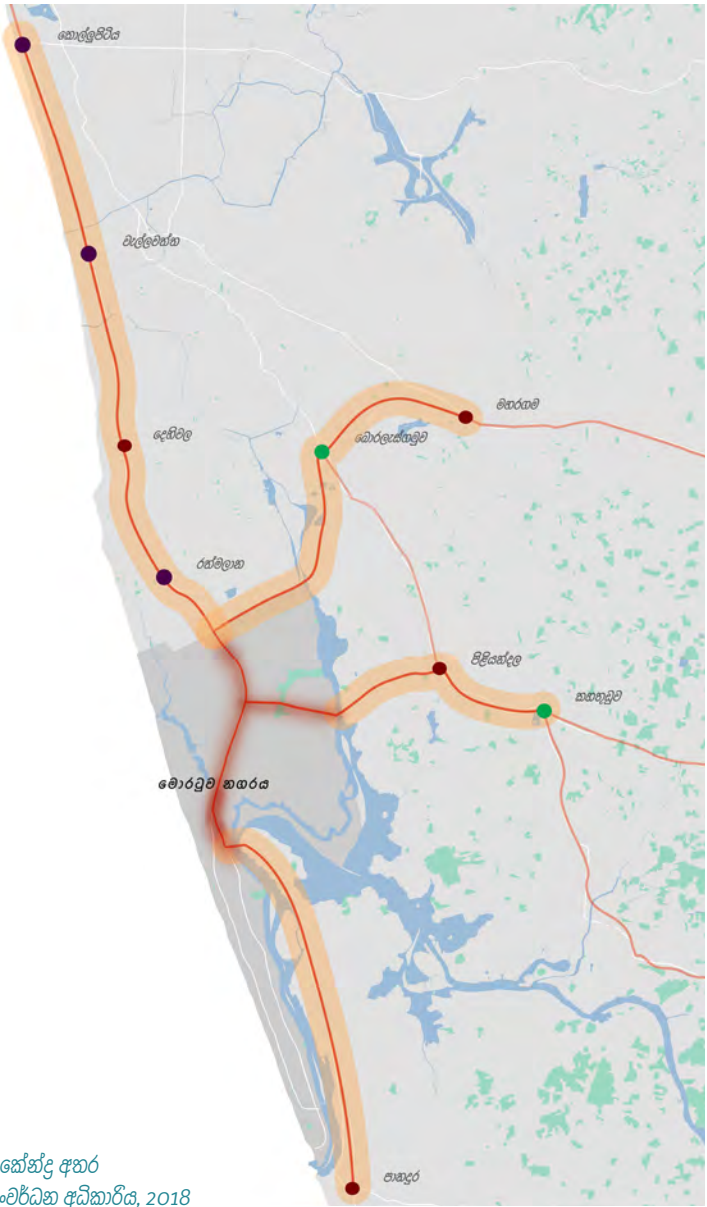 කොල්ලුපිටිය
වැල්ලවත්ත
මහරගම
දෙහිවල
බොරලැස්ගමුව
රත්මලාන
පිළියන්දල
කහතුඩුව
මොරටුව නගරය
පානදුර
කේන්ද්‍ර අතර
ංවර්ධන අධිකාරිය, 2018